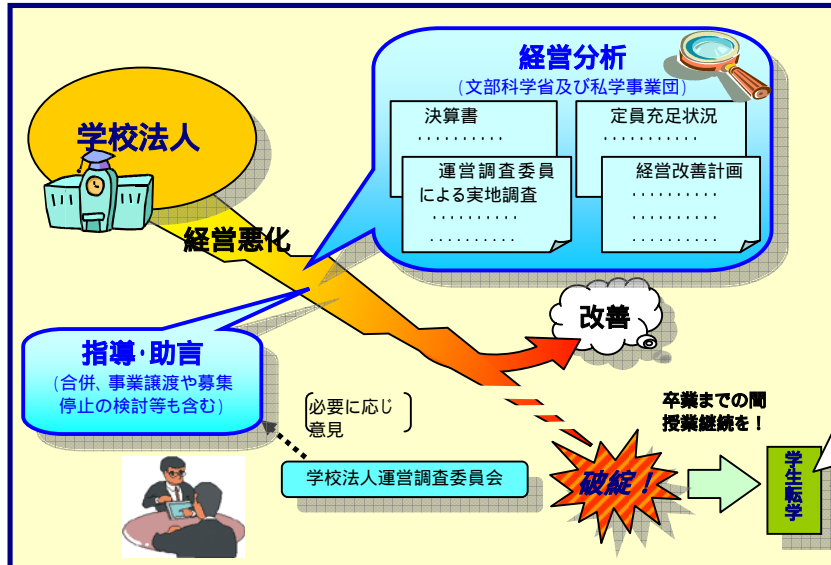 学校法人
経営悪化
経営分析
(文部科学省及び私学事業団)
決算書
..........
定員充足状況
..........
運営調査委員
による実地調査
..........
..........
経営改善計画
..........
..........
..........
指導・助言
(合併、事業譲渡や募集
停止の検討等も含む)
必要に応じ
意見
学校法人運営調査委員会
改善
破綻！
卒業までの間
授業継続を！
学生転学